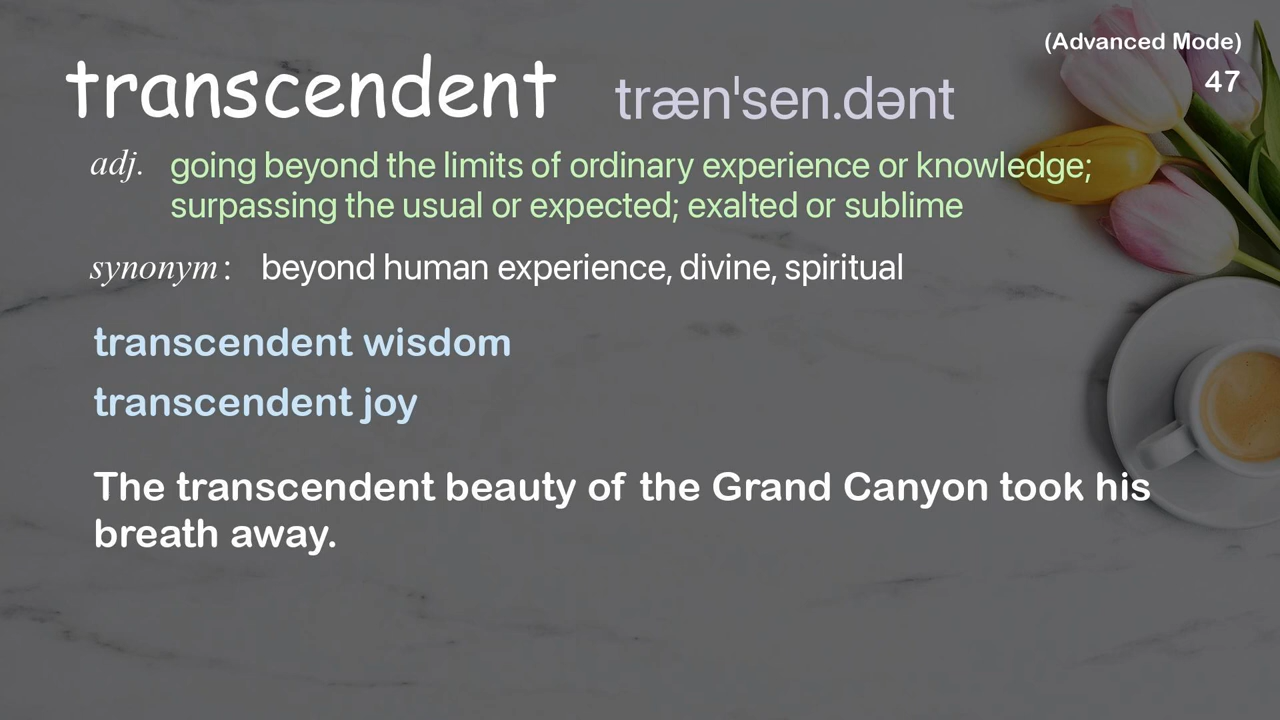 (Advanced Mode)
transcendent træn'sen.dənt
47
adj. going beyond the limits of ordinary experience or knowledge;
surpassing the usual or expected; exalted or sublime
synonym: beyond human experience, divine, spiritual
transcendent wisdom
transcendent joy
The transcendent beauty of the Grand Canyon took his
breath away.